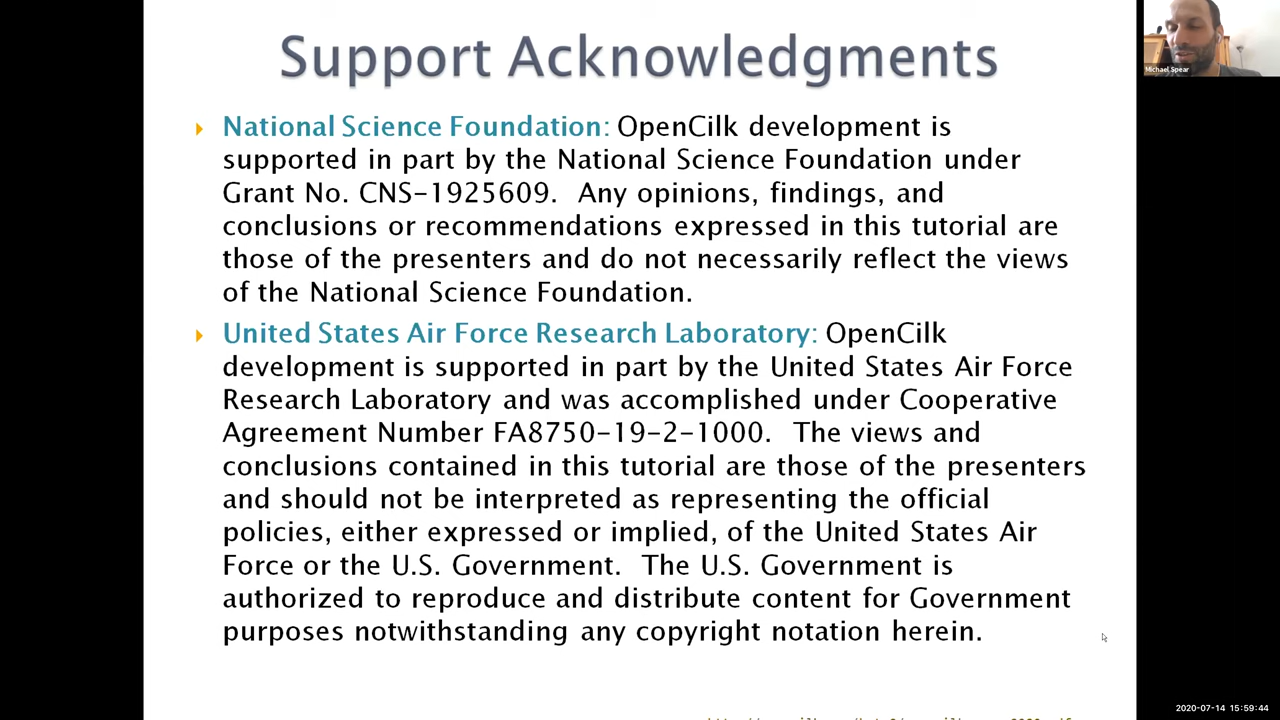 Support Acknowledgments
National Science Foundation: OpenCilk development is
supported in part by the National Science Foundation under
Grant No. CNS-1925609. Any opinions, findings, and
conclusions or recommendations expressed in this tutorial are
those of the presenters and do not necessarily reflect the views
of the National Science Foundation.
United States Air Force Research Laboratory: OpenCilk
development is supported in part by the United States Air Force
Research Laboratory and was accomplished under Cooperative
Agreement Number FA8750-19-2-1000. The views and
conclusions contained in this tutorial are those of the presenters
and should not be interpreted as representing the official
policies, either expressed or implied, of the United States Air
Force or the U.S. Government. The U.S. Government is
authorized to reproduce and distribute content for Government
purposes notwithstanding any copyright notation herein.
Michael Spear
2020-07-14 15:59:44